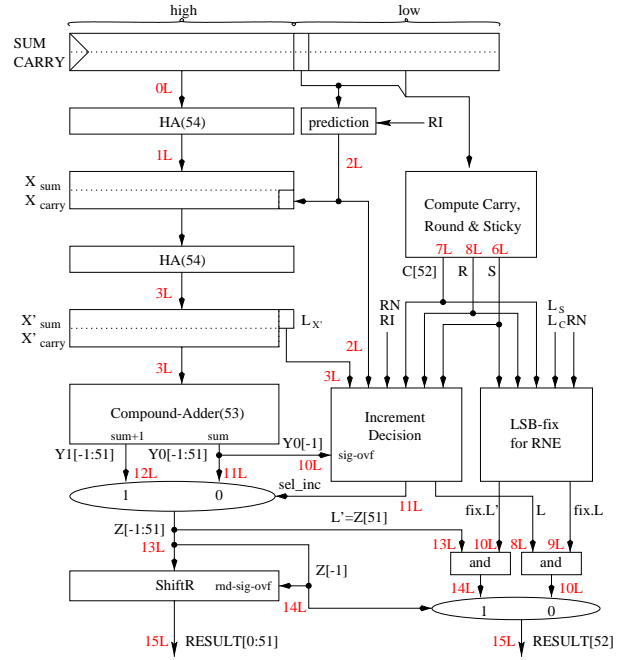 high low
SUM
CARRY
0L
HA(54) prediction RI
1L 2L
X sum
X carry
Compute Carry,
Round & Sticky
7L 8L 6L
HA(54)
C[52] R S
3L
X' sum
X' carry
L X'
RN
RI
L S
L C RN
2L
3L 3L
Compound-Adder(53)
sum+1 sum
Increment
Decision
sig-ovf
LSB-fix
for RNE
Y1[-1:51] Y0[-1:51] Y0[-1]
12L 11L 10L
1 0
sel_inc
11L
Z[-1:51] L'=Z[51] fix.L' L fix.L
13L 13L 10L 8L 9L
and and
Z[-1]
ShiftR rnd-sig-ovf
14L 14L 10L
1 0
15L RESULT[0:51] 15L RESULT[52]